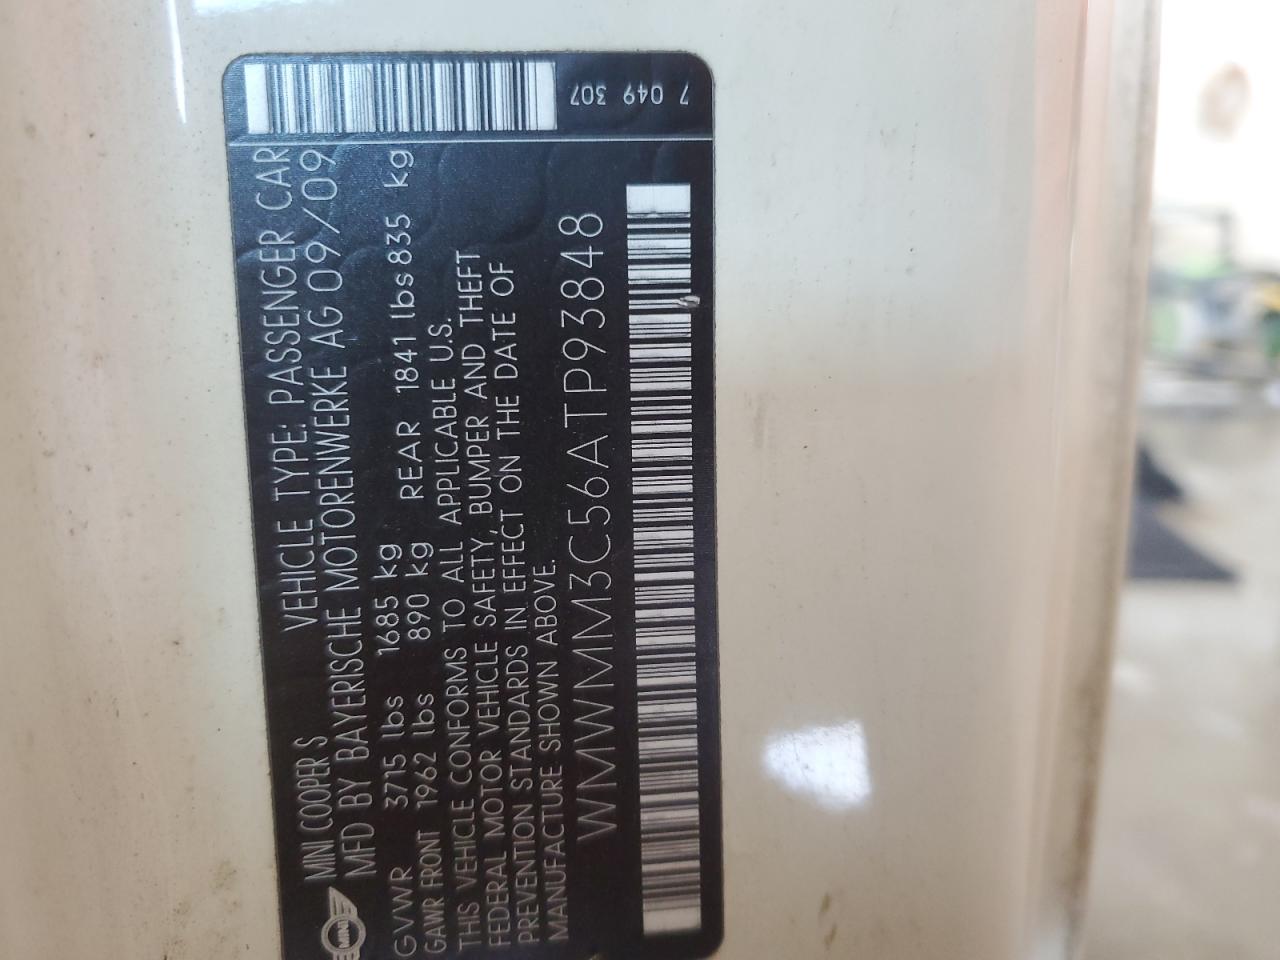 7 049 307
MINI
MINI COOPER S VEHICLE TYPE: PASSENGER CAR
MFD BY BAYERISCHE MOTORENWERKE AG 09/09
GVWR 3715 lbs 1685 kg
GAWR FRONT 1962 lbs 890 kg REAR 1841 lbs 835 kg
THIS VEHICLE CONFORMS TO ALL APPLICABLE U.S.
FEDERAL MOTOR VEHICLE SAFETY, BUMPER AND THEFT
PREVENTION STANDARDS IN EFFECT ON THE DATE OF
MANUFACTURE SHOWN ABOVE.
WMWMM3C56ATP93848